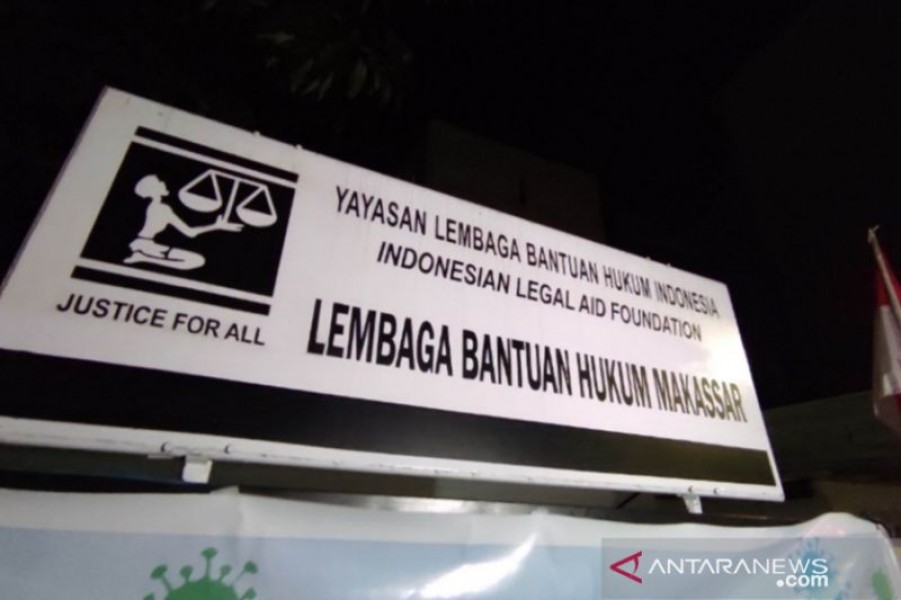 YAYASAN LEMBAGA BANTUAN HUKUM INDONESIA
INDONESIAN LEGAL AID FOUNDATION
LEMBAGA BANTUAN HUKUM MAKASSAR
JUSTICE FOR ALL
ANTARANEWS
.com